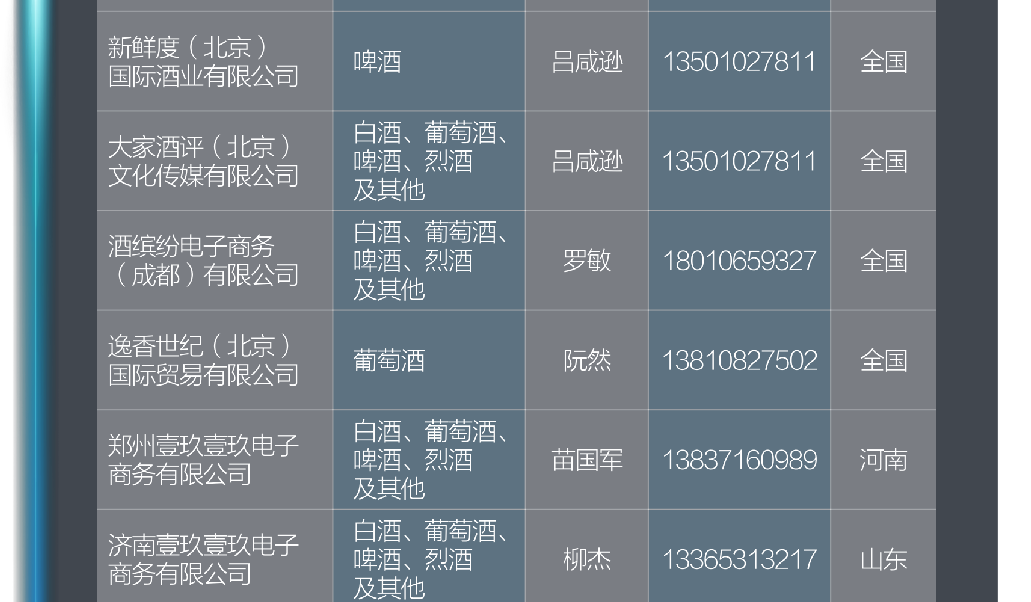 新鲜度（北京）
国际酒业有限公司
啤酒
吕咸逊
13501027811
全国
大家酒评（北京）
文化传媒有限公司
白酒、葡萄酒、
啤酒、烈酒
及其他
吕咸逊
13501027811
全国
酒缤纷电子商务
（成都）有限公司
白酒、葡萄酒、
啤酒、烈酒
及其他
罗敏
18010659327
全国
逸香世纪（北京）
国际贸易有限公司
葡萄酒
阮然
13810827502
全国
郑州壹玖壹玖电子
商务有限公司
白酒、葡萄酒、
啤酒、烈酒
及其他
苗国军
13837160989
河南
济南壹玖壹玖电子
商务有限公司
白酒、葡萄酒、
啤酒、烈酒
及其他
柳杰
13365313217
山东